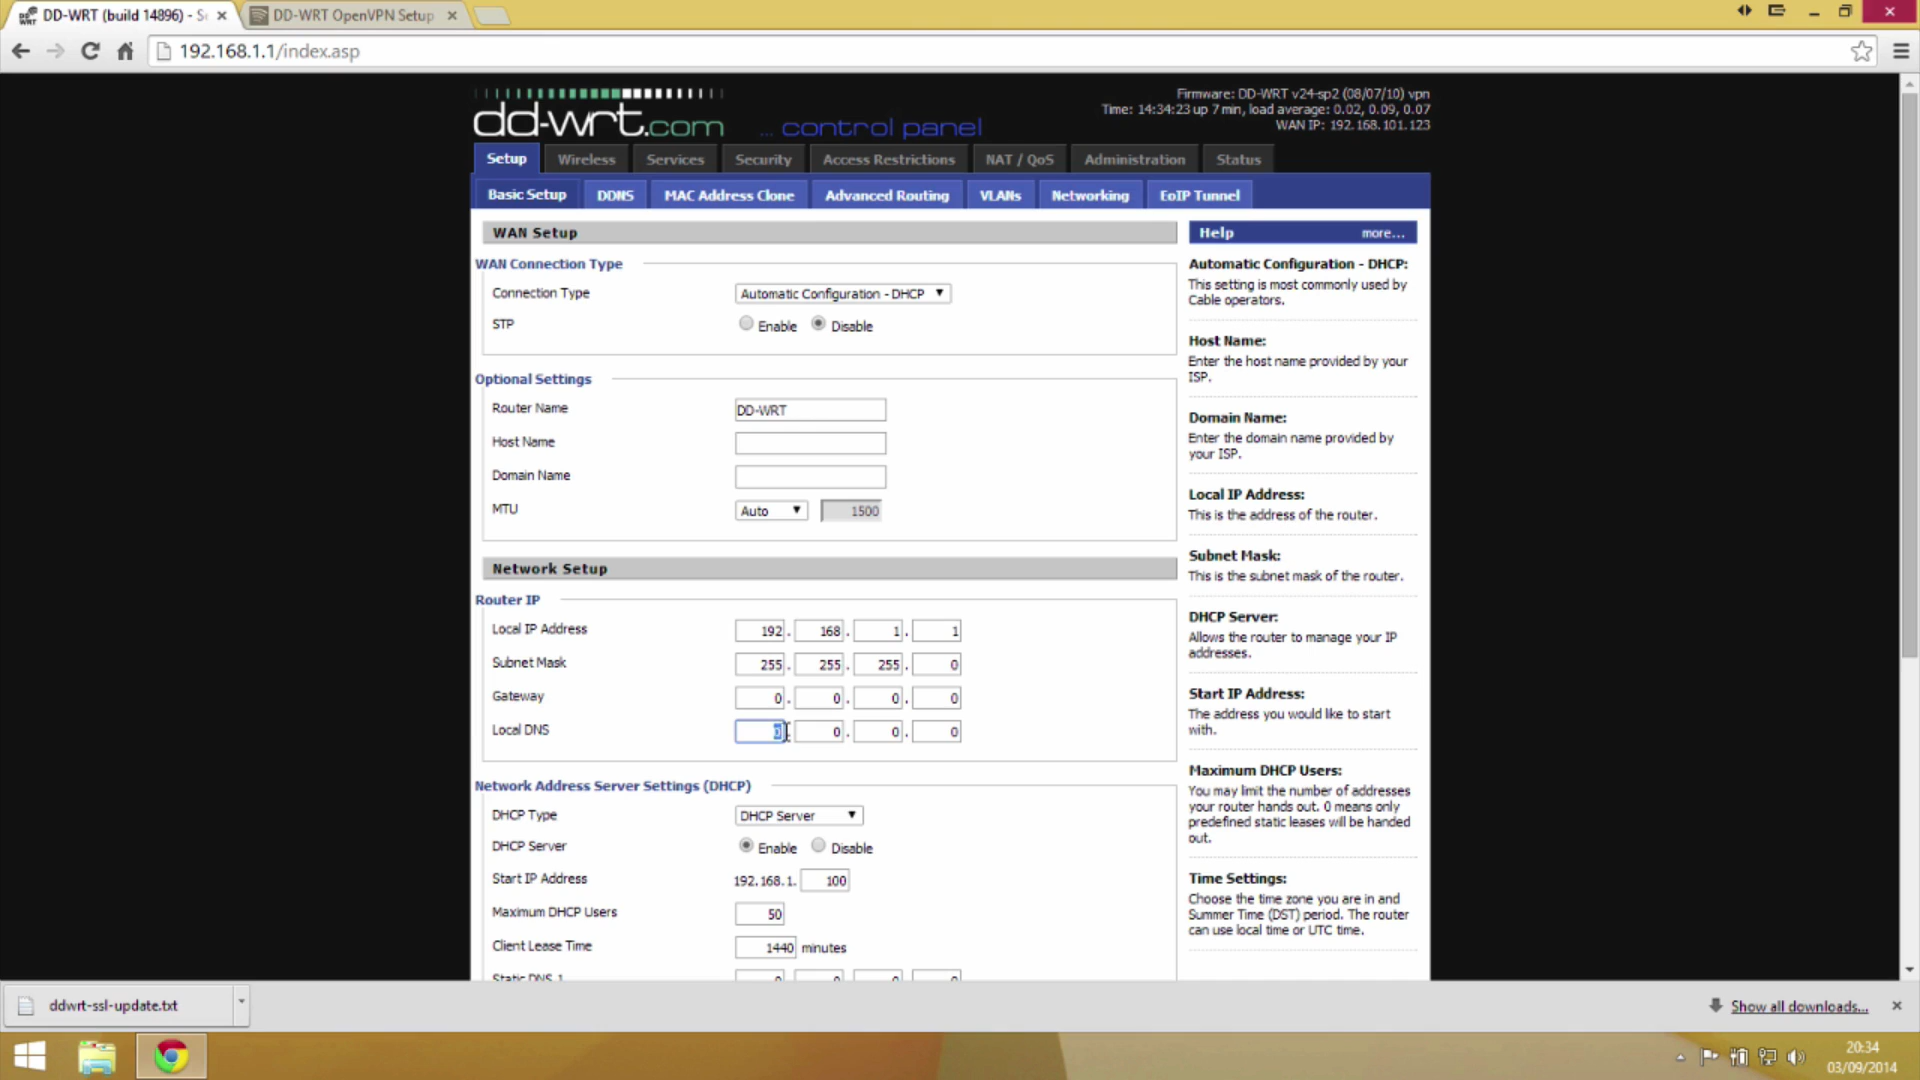 DD-WRT (build 14896) - Se
DD-WRT OpenVPN Setup
192.168.1.1/index.asp
dd-wrt.com ... control panel
Firmware: DD-WRT v24-sp2 (08/07/10) vpn
Time: 14:34:23 up 7 min, load average: 0.02, 0.09, 0.07
WAN IP: 192.168.101.123
Setup Wireless Services Security Access Restrictions NAT / QoS Administration Status
Basic Setup DDNS MAC Address Clone Advanced Routing VLANs Networking EoIP Tunnel
WAN Setup
WAN Connection Type
Connection Type Automatic Configuration - DHCP
STP Enable Disable
Optional Settings
Router Name DD-WRT
Host Name
Domain Name
MTU Auto 1500
Network Setup
Router IP
Local IP Address 192. 168. 1. 1
Subnet Mask 255. 255. 255. 0
Gateway 0. 0. 0. 0
Local DNS 0. 0. 0. 0
Network Address Server Settings (DHCP)
DHCP Type DHCP Server
DHCP Server Enable Disable
Start IP Address 192.168.1. 100
Maximum DHCP Users 50
Client Lease Time 1440 minutes
Static DNS 1 0. 0. 0. 0
Help more...
Automatic Configuration - DHCP:
This setting is most commonly used by
Cable operators.
Host Name:
Enter the host name provided by your
ISP.
Domain Name:
Enter the domain name provided by
your ISP.
Local IP Address:
This is the address of the router.
Subnet Mask:
This is the subnet mask of the router.
DHCP Server:
Allows the router to manage your IP
addresses.
Start IP Address:
The address you would like to start
with.
Maximum DHCP Users:
You may limit the number of addresses
your router hands out. 0 means only
predefined static leases will be handed
out.
Time Settings:
Choose the time zone you are in and
Summer Time (DST) period. The router
can use local time or UTC time.
ddwrt-ssl-update.txt
Show all downloads...
20:34
03/09/2014